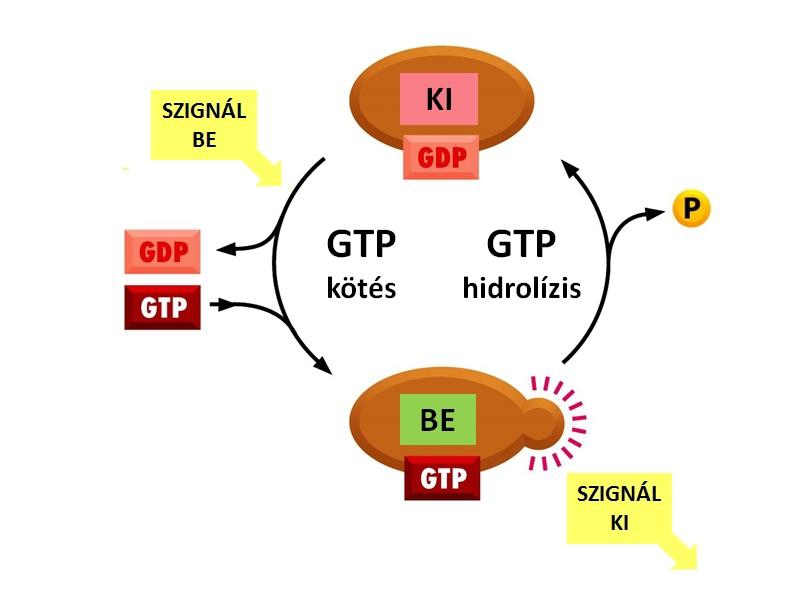 KI
SZIGNÁL
BE
GDP
P
GTP
kötés
GTP
hidrolízis
GDP
GTP
BE
GTP
SZIGNÁL
KI